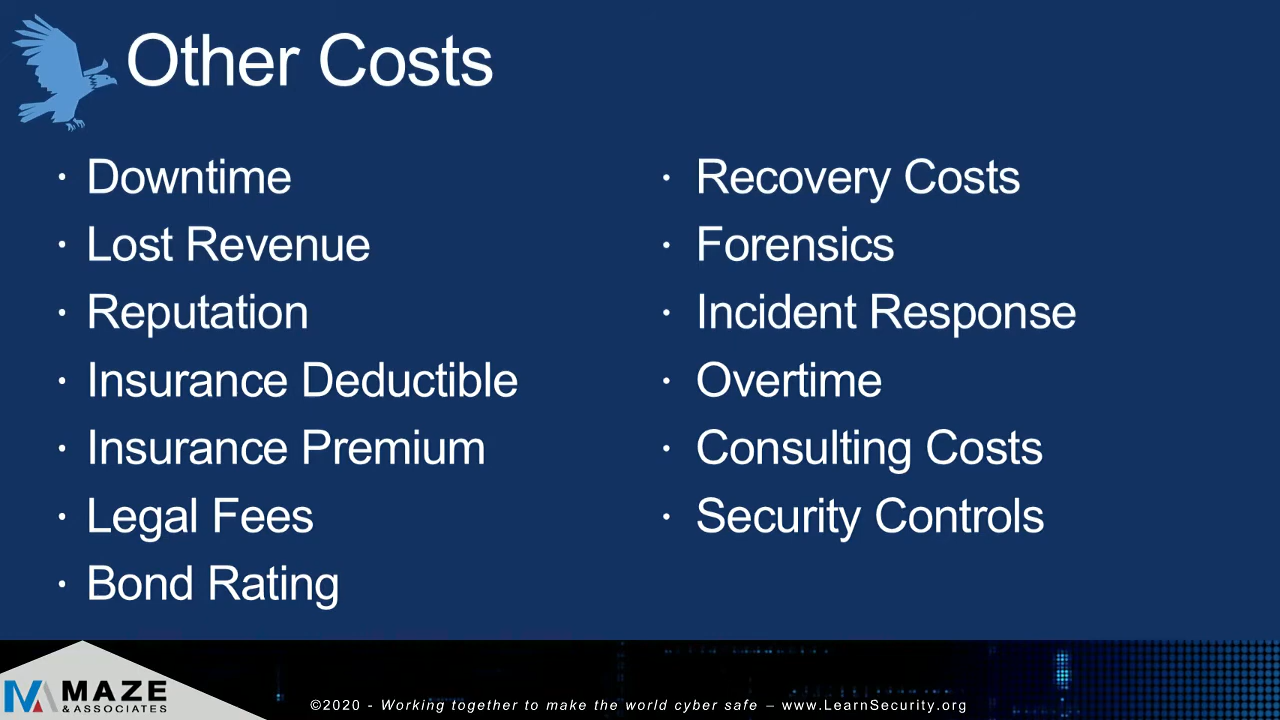 Other Costs
· Downtime
· Lost Revenue
· Reputation
· Insurance Deductible
· Insurance Premium
· Legal Fees
· Bond Rating
· Recovery Costs
· Forensics
· Incident Response
· Overtime
· Consulting Costs
· Security Controls
MAZE
& ASSOCIATES
©2020 - Working together to make the world cyber safe – www.LearnSecurity.org